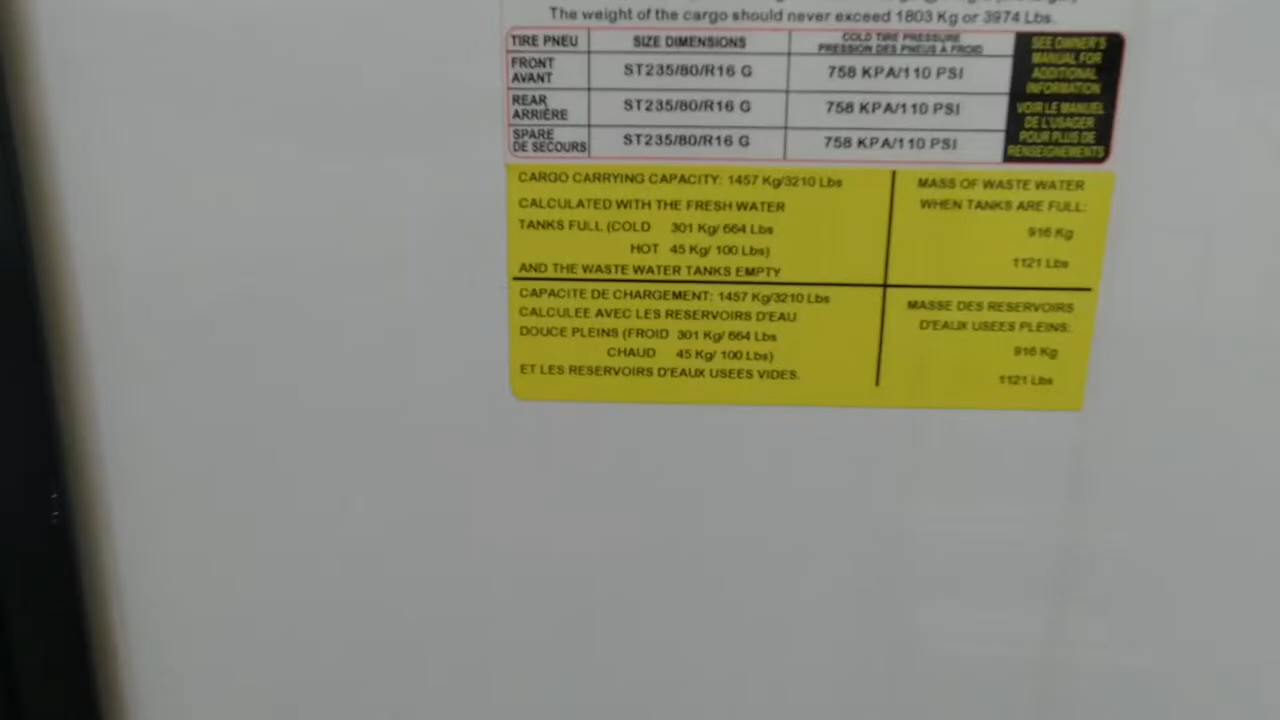 The weight of the cargo should never exceed 1803 Kg or 3974 Lbs.
TIRE PNEU SIZE DIMENSIONS COLD TIRE PRESSURE
PRESSION DES PNEUS À FROID
FRONT
AVANT ST235/80/R16 G 758 KPA/110 PSI
REAR
ARRIÈRE ST235/80/R16 G 758 KPA/110 PSI
SPARE
DE SECOURS ST235/80/R16 G 758 KPA/110 PSI
SEE OWNER'S
MANUAL FOR
ADDITIONAL
INFORMATION
VOIR LE MANUEL
DE L'USAGER
POUR PLUS DE
RENSEIGNEMENTS
CARGO CARRYING CAPACITY: 1457 Kg/3210 Lbs
CALCULATED WITH THE FRESH WATER
TANKS FULL (COLD 301 Kg/ 664 Lbs
HOT 45 Kg/ 100 Lbs)
AND THE WASTE WATER TANKS EMPTY
MASS OF WASTE WATER
WHEN TANKS ARE FULL:
916 Kg
1121 Lbs
CAPACITE DE CHARGEMENT: 1457 Kg/3210 Lbs
CALCULEE AVEC LES RESERVOIRS D'EAU
DOUCE PLEINS (FROID 301 Kg/ 664 Lbs
CHAUD 45 Kg/ 100 Lbs)
ET LES RESERVOIRS D'EAUX USEES VIDES.
MASSE DES RESERVOIRS
D'EAUX USEES PLEINS:
916 Kg
1121 Lbs